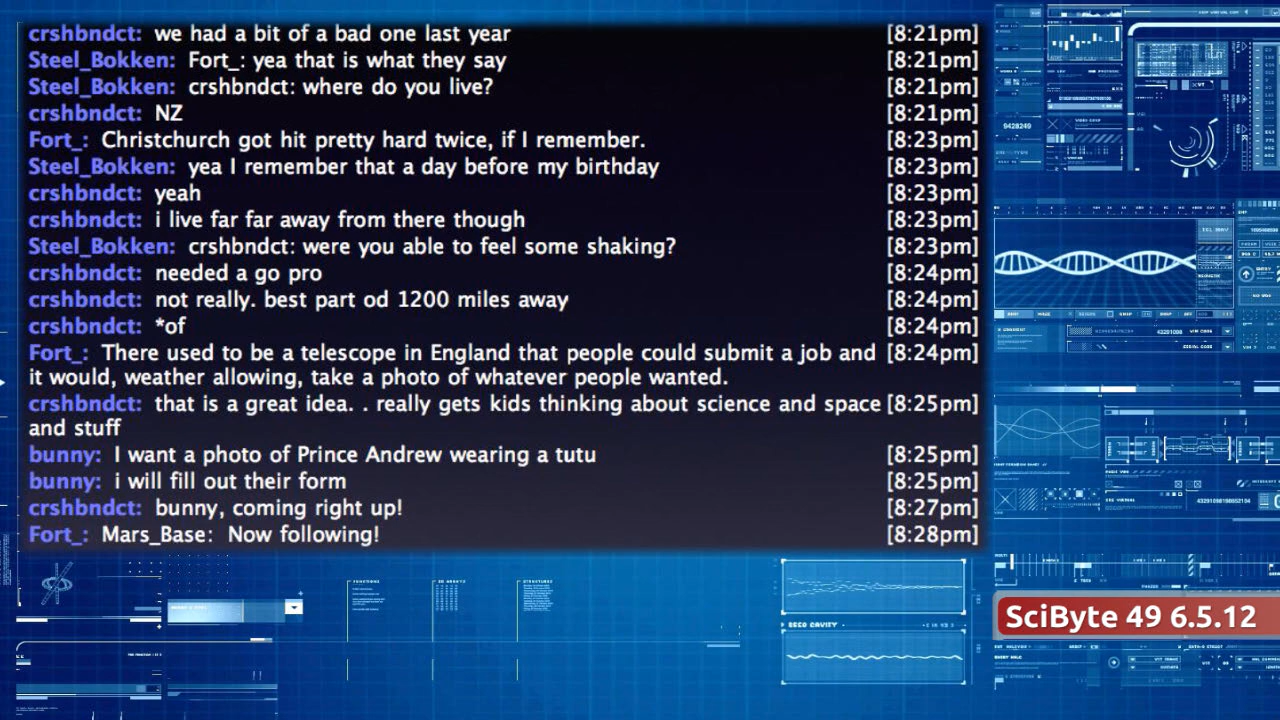 crshbndct: we had a bit of a bad one last year [8:21pm]
Steel_Bokken: Fort_: yea that is what they say [8:21pm]
Steel_Bokken: crshbndct: where do you live? [8:21pm]
crshbndct: NZ [8:21pm]
Fort_: Christchurch got hit pretty hard twice, if I remember. [8:23pm]
Steel_Bokken: yea I remember that a day before my birthday [8:23pm]
crshbndct: yeah [8:23pm]
crshbndct: i live far far away from there though [8:23pm]
Steel_Bokken: crshbndct: were you able to feel some shaking? [8:23pm]
crshbndct: needed a go pro [8:24pm]
crshbndct: not really. best part od 1200 miles away [8:24pm]
crshbndct: *of [8:24pm]
Fort_: There used to be a telescope in England that people could submit a job and [8:24pm]
it would, weather allowing, take a photo of whatever people wanted.
crshbndct: that is a great idea. . really gets kids thinking about science and space [8:25pm]
and stuff
bunny: I want a photo of Prince Andrew wearing a tutu [8:25pm]
bunny: i will fill out their form [8:25pm]
crshbndct: bunny, coming right up! [8:27pm]
Fort_: Mars_Base: Now following! [8:28pm]
9428249
SciByte 49 6.5.12